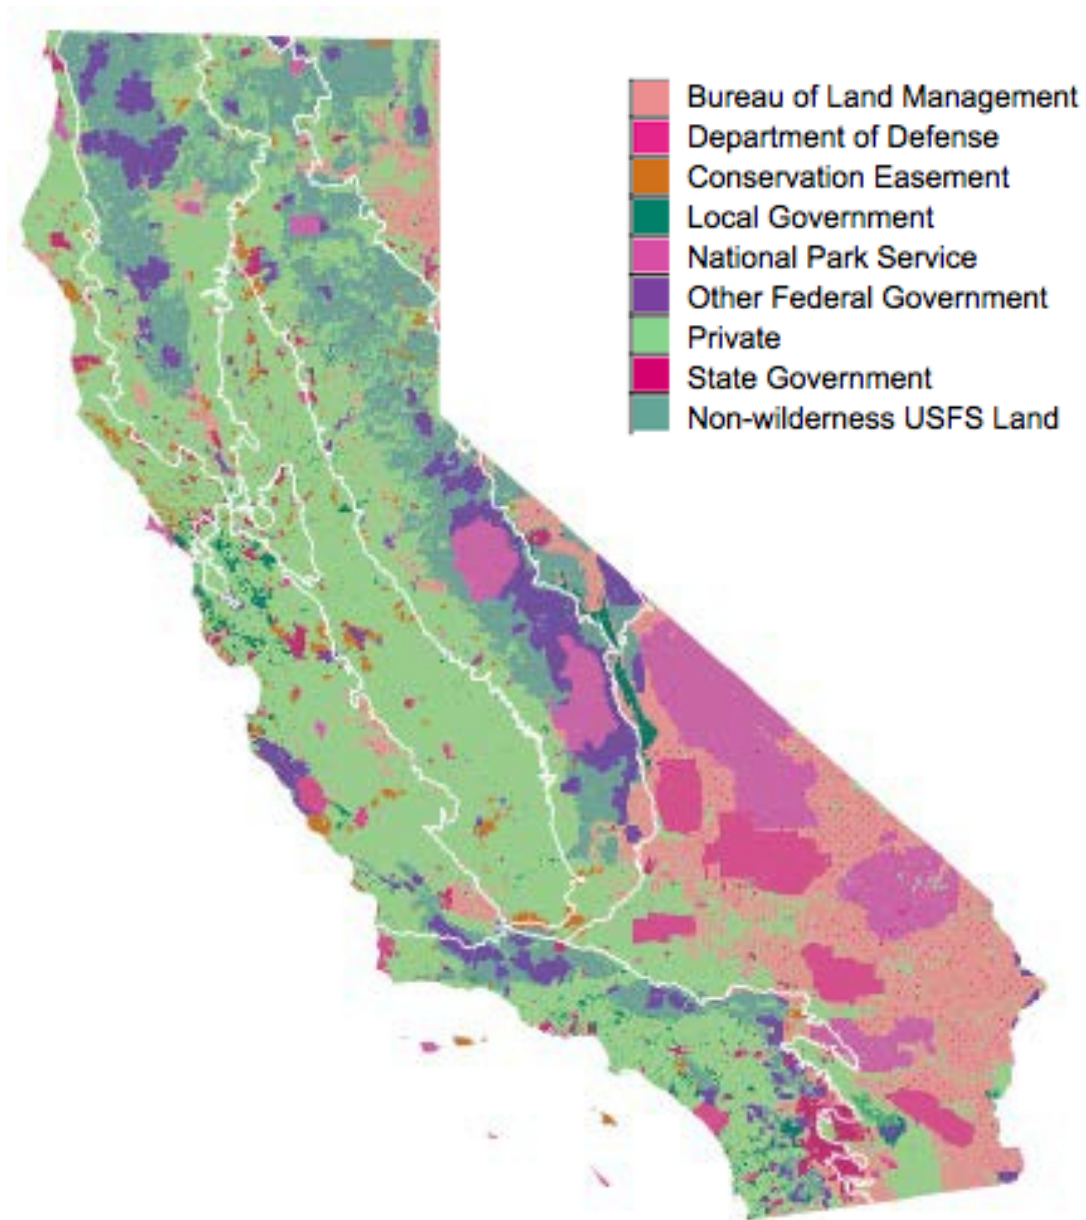 Bureau of Land Management
Department of Defense
Conservation Easement
Local Government
National Park Service
Other Federal Government
Private
State Government
Non-wilderness USFS Land